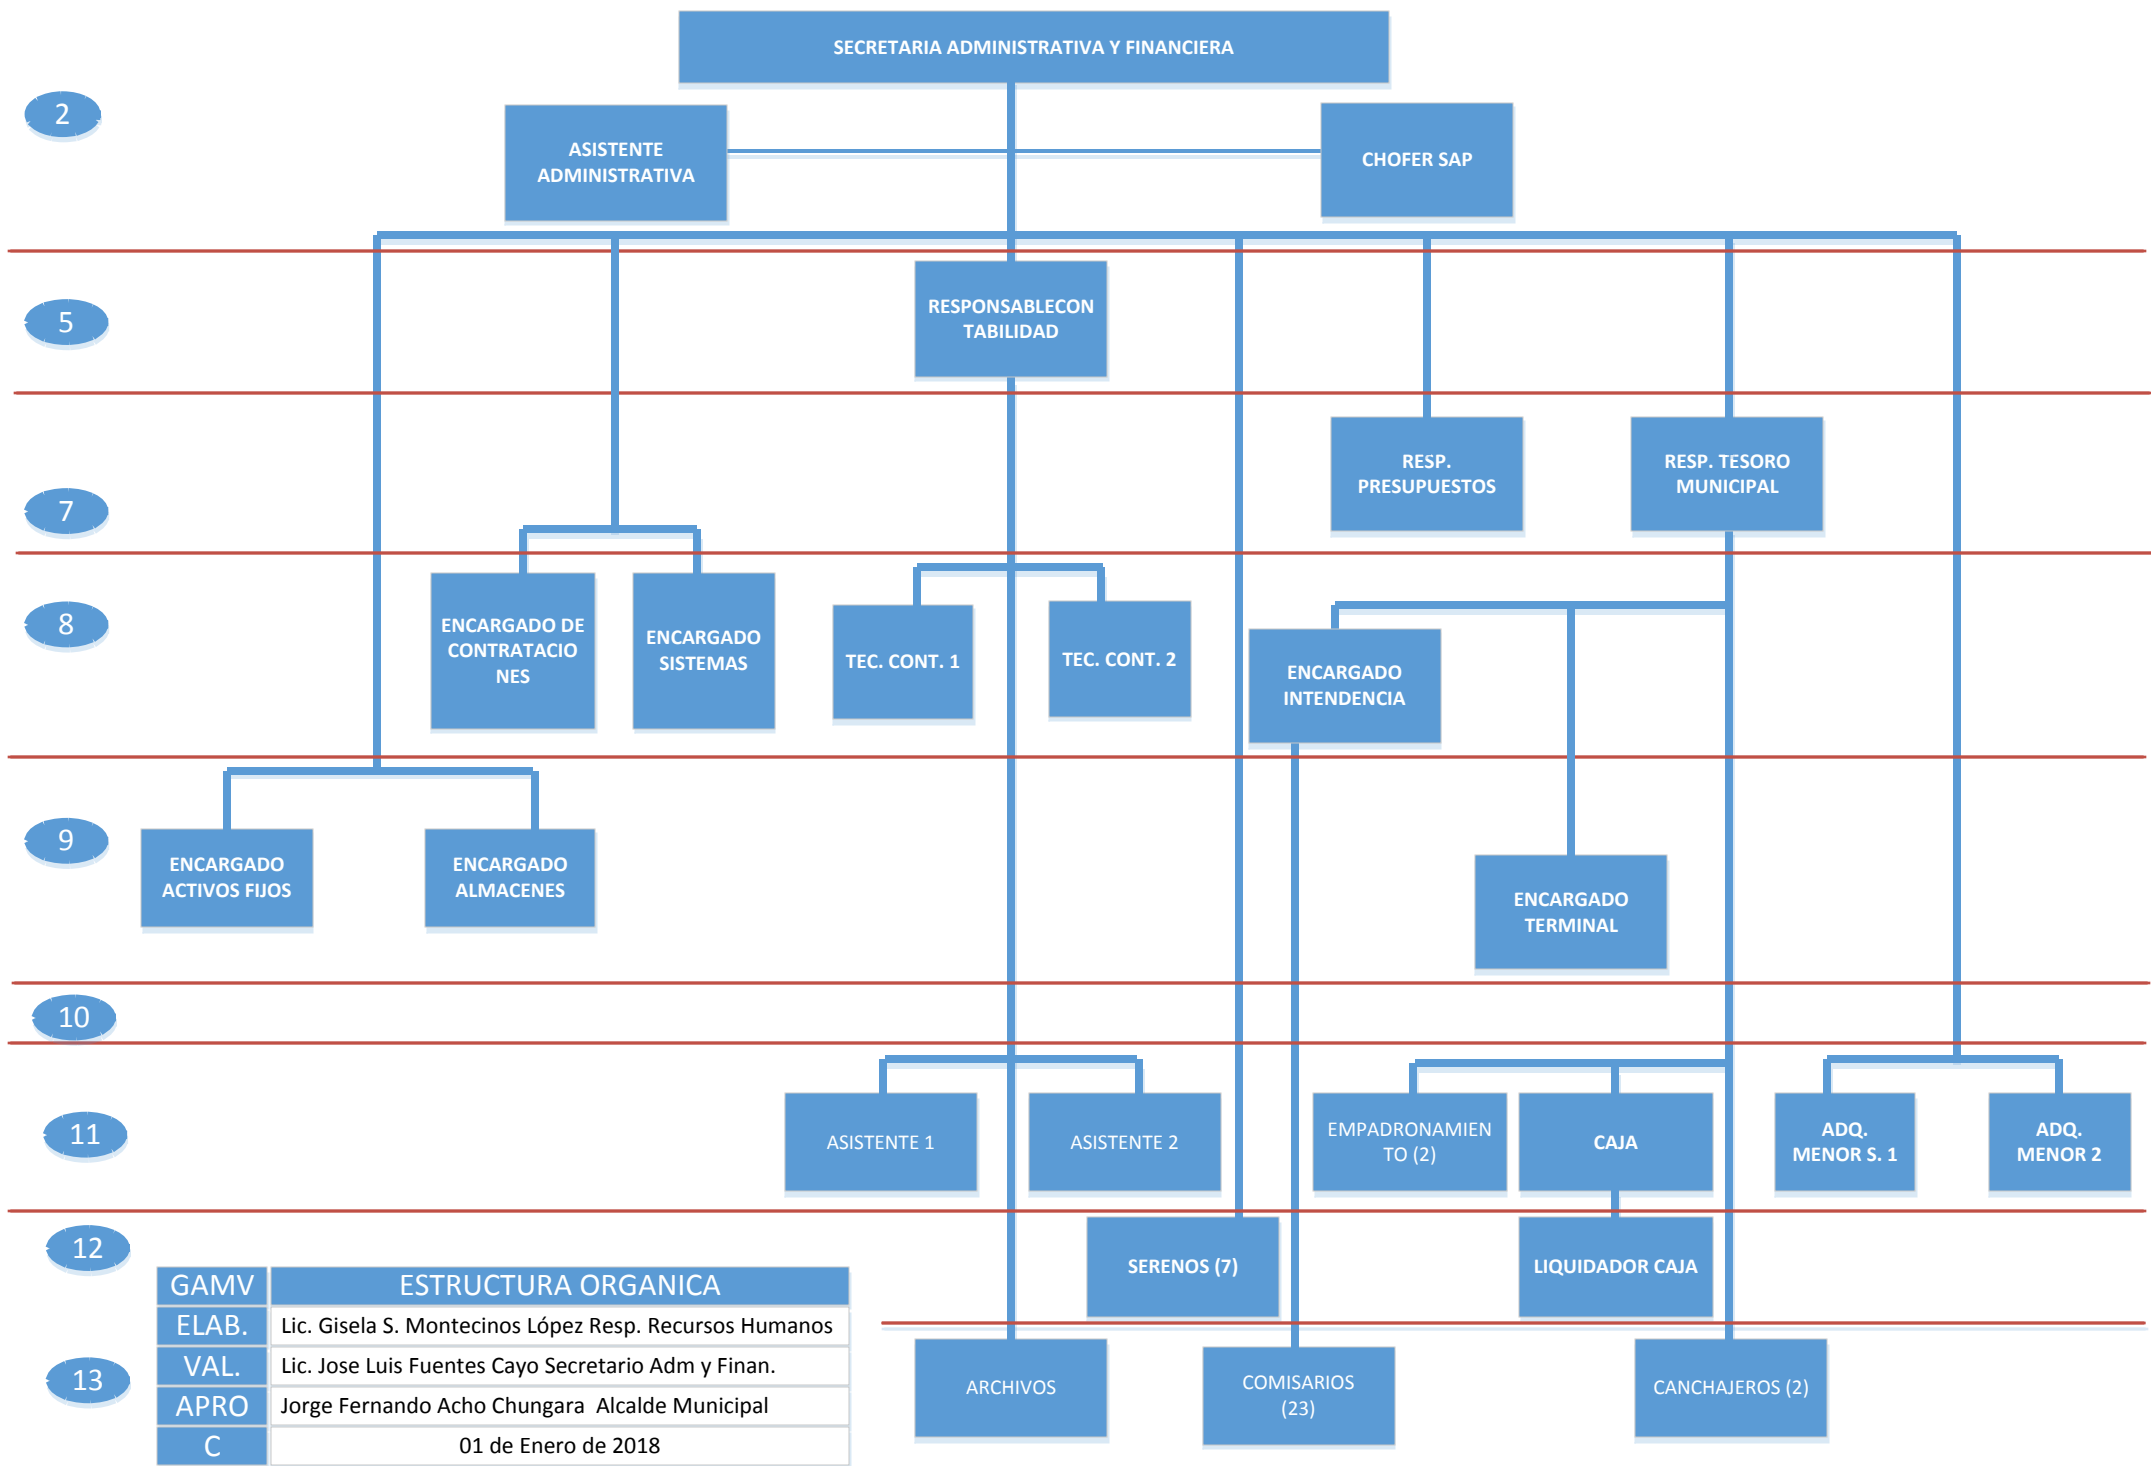 SECRETARIA ADMINISTRATIVA Y FINANCIERA
2
ASISTENTE
ADMINISTRATIVA
CHOFER SAP
5
RESPONSABLECON
TABILIDAD
7
RESP.
PRESUPUESTOS
RESP. TESORO
MUNICIPAL
8
ENCARGADO DE
CONTRATACIO
NES
ENCARGADO
SISTEMAS
TEC. CONT. 1
TEC. CONT. 2
ENCARGADO
INTENDENCIA
9
ENCARGADO
ACTIVOS FIJOS
ENCARGADO
ALMACENES
ENCARGADO
TERMINAL
10
11
ASISTENTE 1
ASISTENTE 2
EMPADRONAMIEN
TO (2)
CAJA
ADQ.
MENOR S. 1
ADQ.
MENOR 2
12
SERENOS (7)
LIQUIDADOR CAJA
13
ARCHIVOS
COMISARIOS
(23)
CANCHAJEROS (2)
GAMV ESTRUCTURA ORGANICA
ELAB. Lic. Gisela S. Montecinos López Resp. Recursos Humanos
VAL. Lic. Jose Luis Fuentes Cayo Secretario Adm y Finan.
APRO Jorge Fernando Acho Chungara Alcalde Municipal
C 01 de Enero de 2018